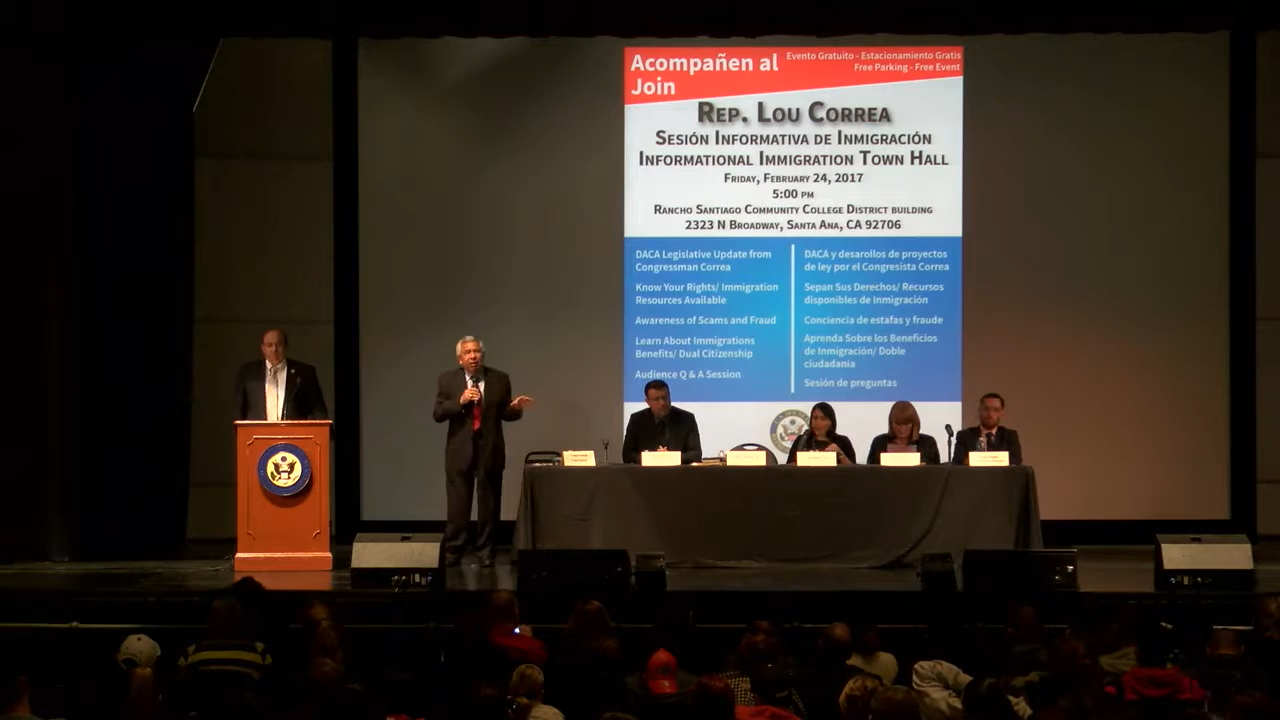 Acompañen al
Join
Evento Gratuito - Estacionamiento Gratis
Free Parking - Free Event
Rep. Lou Correa
Sesión Informativa de Inmigración
Informational Immigration Town Hall
Friday, February 24, 2017
5:00 pm
Rancho Santiago Community College District building
2323 N Broadway, Santa Ana, CA 92706
DACA Legislative Update from
Congressman Correa
Know Your Rights/ Immigration
Resources Available
Awareness of Scams and Fraud
Learn About Immigrations
Benefits/ Dual Citizenship
Audience Q & A Session
DACA y desarollos de proyectos
de ley por el Congresista Correa
Sepan Sus Derechos/ Recursos
disponibles de Inmigración
Conciencia de estafas y fraude
Aprenda Sobre los Beneficios
de Inmigración/ Doble
ciudadanía
Sesión de preguntas